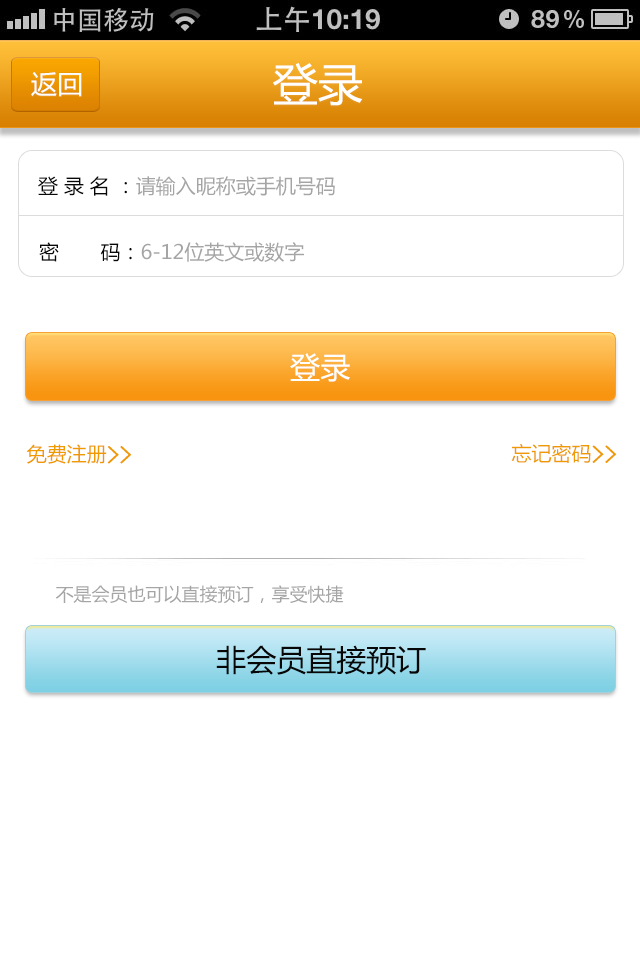 中国移动 上午10:19 89%
返回 登录
登 录 名 ：请输入昵称或手机号码
密 码：6-12位英文或数字
登录
免费注册>> 忘记密码>>
不是会员也可以直接预订，享受快捷
非会员直接预订